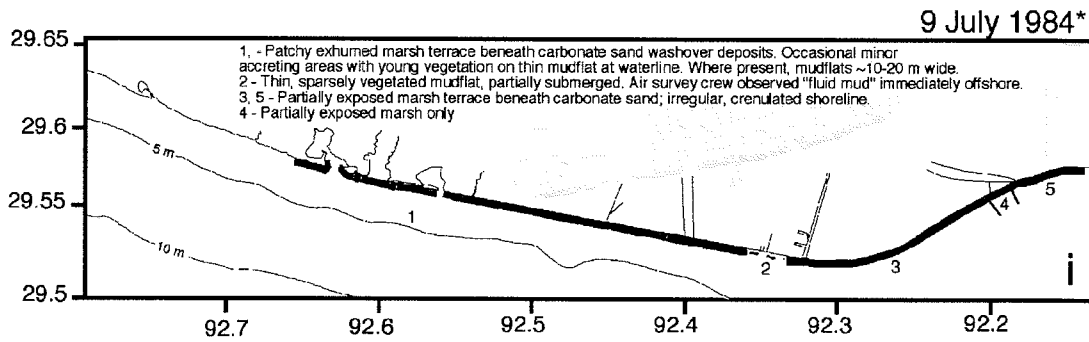 9 July 1984*
29.65
1, - Patchy exhumed marsh terrace beneath carbonate sand washover deposits. Occasional minor
accreting areas with young vegetation on thin mudflat at waterline. Where present, mudflats ~10-20 m wide.
2 - Thin, sparsely vegetated mudflat, partially submerged. Air survey crew observed "fluid mud" immediately offshore.
3, 5 - Partially exposed marsh terrace beneath carbonate sand; irregular, crenulated shoreline.
4 - Partially exposed marsh only
29.6
5 m
29.55
1
10 m
2
3
4
5
i
29.5
92.7
92.6
92.5
92.4
92.3
92.2